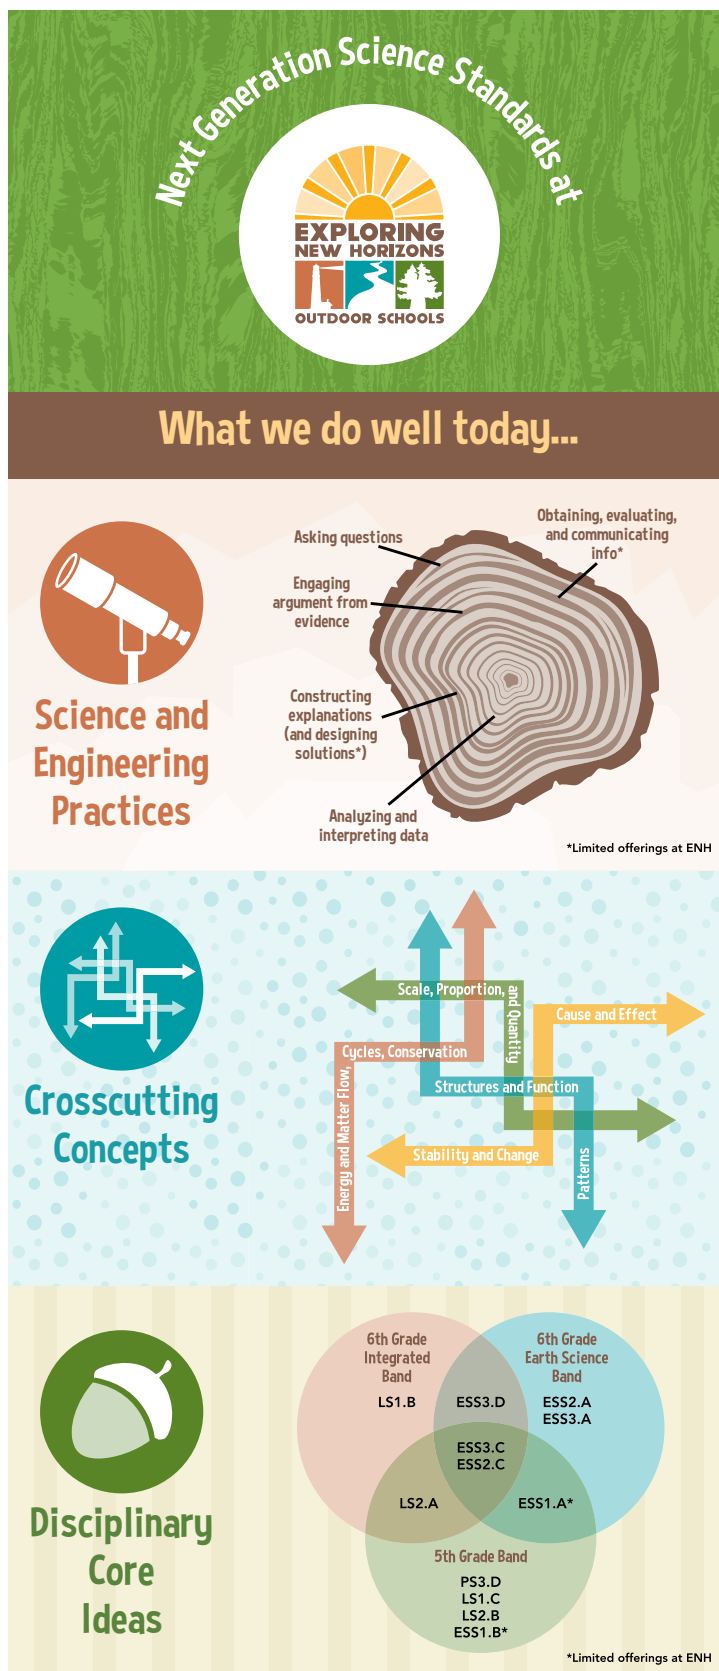 Next Generation Science Standards at
EXPLORING
NEW HORIZONS
OUTDOOR SCHOOLS
What we do well today...
Science and
Engineering
Practices
Asking questions
Obtaining, evaluating,
and communicating
info*
Engaging
argument from
evidence
Constructing
explanations
(and designing
solutions*)
Analyzing and
interpreting data
*Limited offerings at ENH
Crosscutting
Concepts
Scale, Proportion,
and Quantity
Cause and Effect
Energy and Matter Flow,
Cycles, Conservation
Structures and Function
Stability and Change
Patterns
Disciplinary
Core
Ideas
6th Grade
Integrated
Band
LS1.B
ESS3.D
6th Grade
Earth Science
Band
ESS2.A
ESS3.A
ESS3.C
ESS2.C
LS2.A
ESS1.A*
5th Grade Band
PS3.D
LS1.C
LS2.B
ESS1.B*
*Limited offerings at ENH